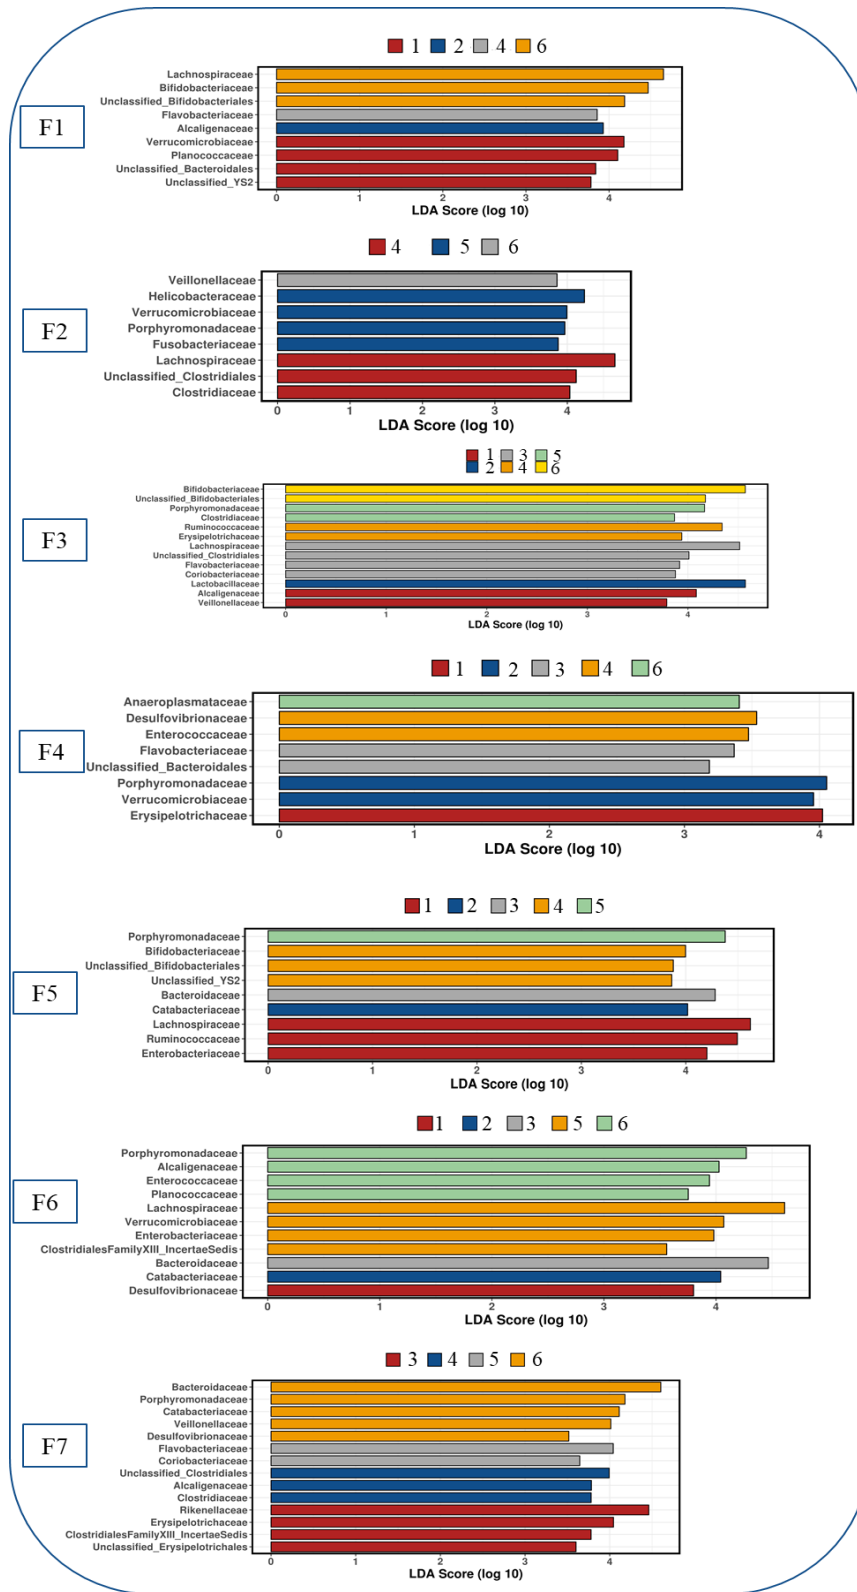 1 2 4 6
F1
Lachnospiraceae
Bifidobacteriaceae
Unclassified_Bifidobacteriales
Flavobacteriaceae
Alcaligenaceae
Verrucomicrobiaceae
Planococcaceae
Unclassified_Bacteroidales
Unclassified_YS2
0 1 2 3 4
LDA Score (log 10)
4 5 6
F2
Veillonellaceae
Helicobacteraceae
Verrucomicrobiaceae
Porphyromonadaceae
Fusobacteriaceae
Lachnospiraceae
Unclassified_Clostridiales
Clostridiaceae
0 1 2 3 4
LDA Score (log 10)
1 3 5
2 4 6
F3
Bifidobacteriaceae
Unclassified_Bifidobacteriales
Porphyromonadaceae
Clostridiaceae
Ruminococcaceae
Erysipelotrichaceae
Lachnospiraceae
Unclassified_Clostridiales
Flavobacteriaceae
Coriobacteriaceae
Lactobacillaceae
Alcaligenaceae
Veillonellaceae
0 1 2 3 4
LDA Score (log 10)
1 2 3 4 6
F4
Anaeroplasmataceae
Desulfovibrionaceae
Enterococcaceae
Flavobacteriaceae
Unclassified_Bacteroidales
Porphyromonadaceae
Verrucomicrobiaceae
Erysipelotrichaceae
0 1 2 3 4
LDA Score (log 10)
1 2 3 4 5
F5
Porphyromonadaceae
Bifidobacteriaceae
Unclassified_Bifidobacteriales
Unclassified_YS2
Bacteroidaceae
Catabacteriaceae
Lachnospiraceae
Ruminococcaceae
Enterobacteriaceae
0 1 2 3 4
LDA Score (log 10)
1 2 3 5 6
F6
Porphyromonadaceae
Alcaligenaceae
Enterococcaceae
Planococcaceae
Lachnospiraceae
Verrucomicrobiaceae
Enterobacteriaceae
ClostridialesFamilyXIII_IncertaeSedis
Bacteroidaceae
Catabacteriaceae
Desulfovibrionaceae
0 1 2 3 4
LDA Score (log 10)
3 4 5 6
F7
Bacteroidaceae
Porphyromonadaceae
Catabacteriaceae
Veillonellaceae
Desulfovibrionaceae
Flavobacteriaceae
Coriobacteriaceae
Unclassified_Clostridiales
Alcaligenaceae
Clostridiaceae
Rikenellaceae
Erysipelotrichaceae
ClostridialesFamilyXIII_IncertaeSedis
Unclassified_Erysipelotrichales
0 1 2 3 4
LDA Score (log 10)